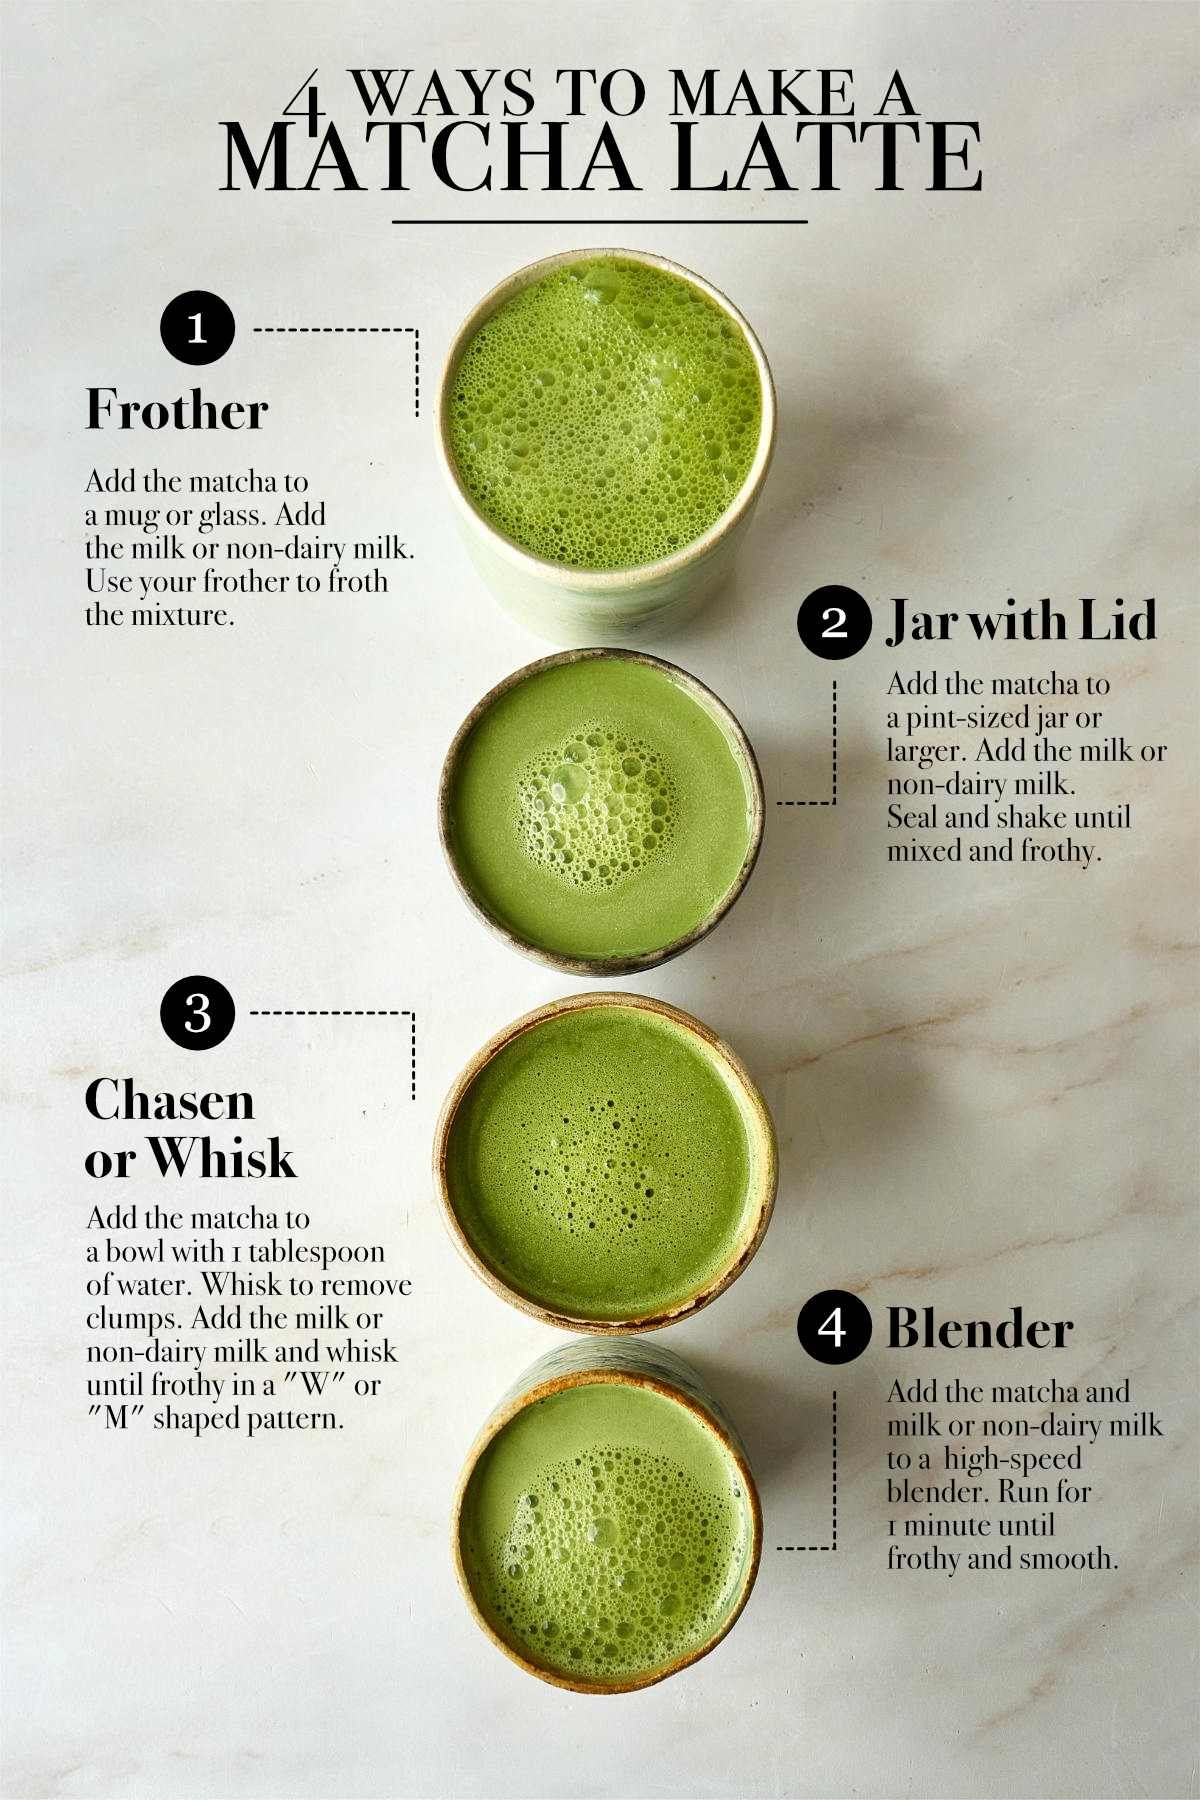 4 WAYS TO MAKE A
MATCHA LATTE
1
Frother
Add the matcha to
a mug or glass. Add
the milk or non-dairy milk.
Use your frother to froth
the mixture.
2 Jar with Lid
Add the matcha to
a pint-sized jar or
larger. Add the milk or
non-dairy milk.
Seal and shake until
mixed and frothy.
3
Chasen
or Whisk
Add the matcha to
a bowl with 1 tablespoon
of water. Whisk to remove
clumps. Add the milk or
non-dairy milk and whisk
until frothy in a "W" or
"M" shaped pattern.
4 Blender
Add the matcha and
milk or non-dairy milk
to a high-speed
blender. Run for
1 minute until
frothy and smooth.